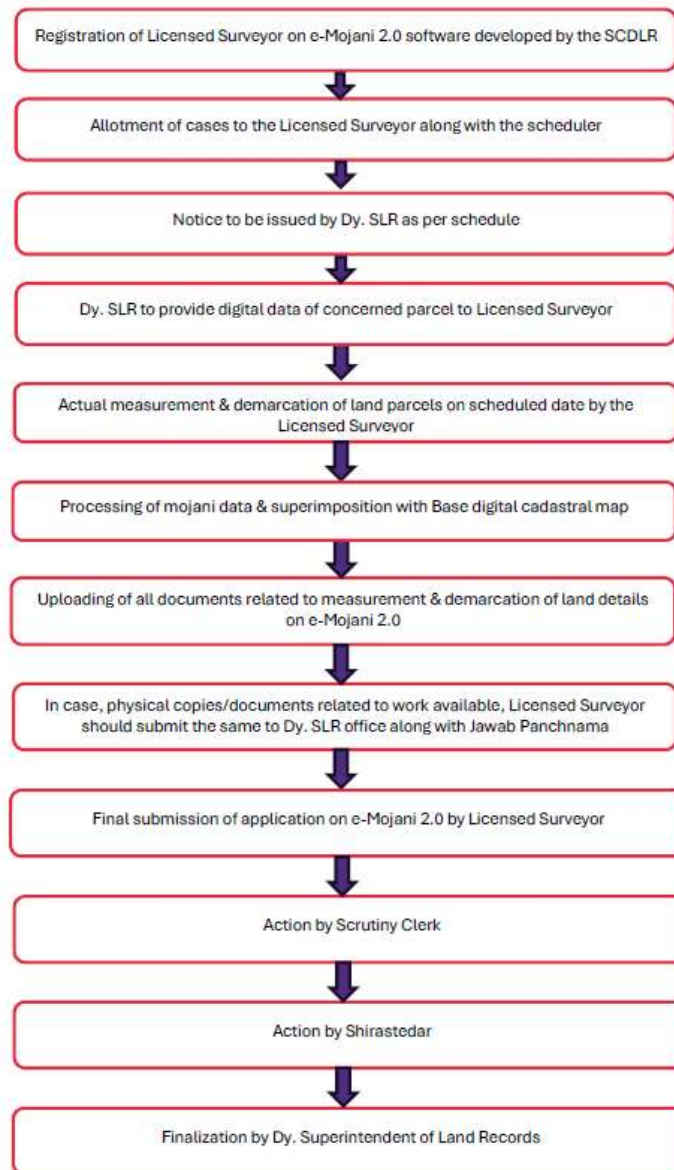 Registration of Licensed Surveyor on e-Mojani 2.0 software developed by the SCDLR
Allotment of cases to the Licensed Surveyor along with the scheduler
Notice to be issued by Dy. SLR as per schedule
Dy. SLR to provide digital data of concerned parcel to Licensed Surveyor
Actual measurement & demarcation of land parcels on scheduled date by the
Licensed Surveyor
Processing of mojani data & superimposition with Base digital cadastral map
Uploading of all documents related to measurement & demarcation of land details
on e-Mojani 2.0
In case, physical copies/documents related to work available, Licensed Surveyor
should submit the same to Dy. SLR office along with Jawab Panchnama
Final submission of application on e-Mojani 2.0 by Licensed Surveyor
Action by Scrutiny Clerk
Action by Shirastedar
Finalization by Dy. Superintendent of Land Records